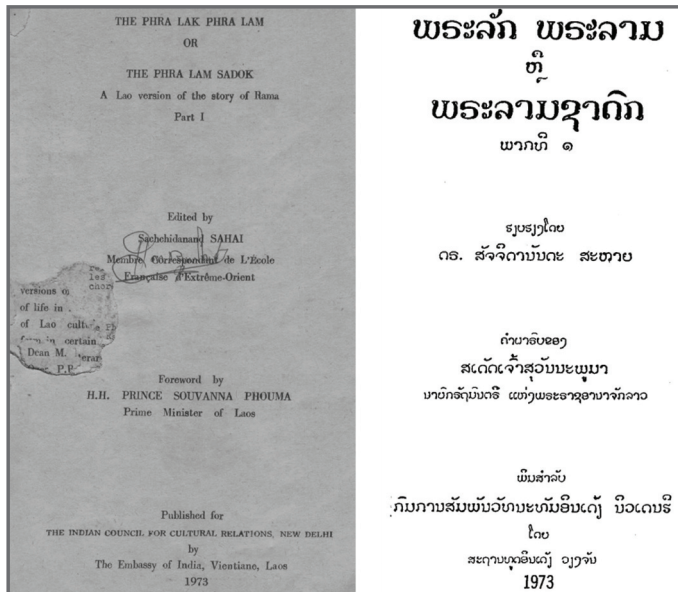 THE PHRA LAK PHRA LAM
OR
THE PHRA LAM SADOK
A Lao version of the story of Rama
Part I
Edited by
Sachchidanand SAHAI
Membre Correspondant de L'École
Française d'Extrême-Orient
les
chor
versions o
of life in
of Lao cult
in certain
Dean M.
P.P.
Foreword by
H.H. PRINCE SOUVANNA PHOUMA
Prime Minister of Laos
Published for
THE INDIAN COUNCIL FOR CULTURAL RELATIONS, NEW DELHI
by
The Embassy of India, Vientiane, Laos
1973
ພຣະລັກ ພຣະລາມ
ຫຼື
ພຣະລາມຊາດົກ
ພາກທີ ໑
ຮຽບຮຽງໂດຍ
ດຣ. ສັຈຈິດານັນດະ ສະຫາຍ
ຄຳນາຂອງ
ສເດັດເຈົ້າສຸວັນນະພູມາ
ນາຍົກຣັຖມົນຕຣີ ແຫ່ງພຣະຣາຊອານາຈັກລາວ
ພິມສຳລັບ
ກົມການສັມພັນວັທນະທັມອິນເດັຽ ນິວເດນຮີ
ໂດຍ
ສະຖານທູດອິນເດັຽ ວຽງຈັນ
1973